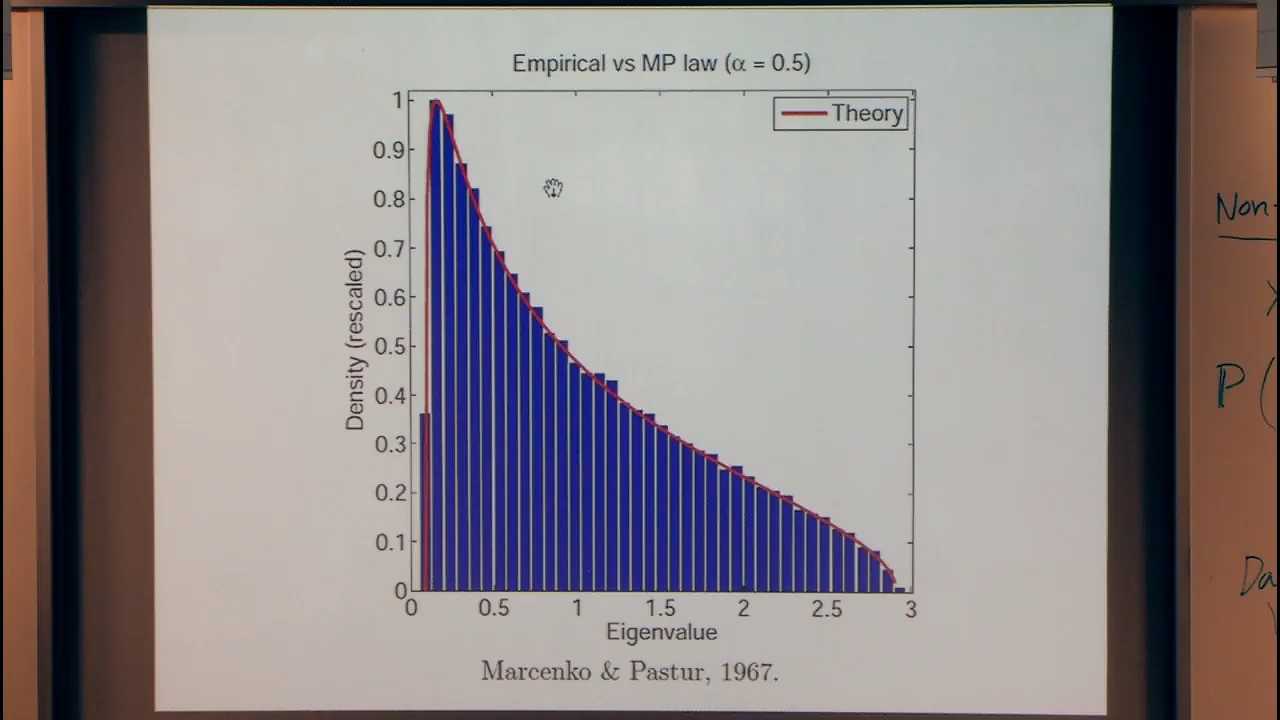 Empirical vs MP law (α = 0.5)
Theory
1
0.9
0.8
0.7
0.6
0.5
0.4
0.3
0.2
0.1
0
Density (rescaled)
0 0.5 1 1.5 2 2.5 3
Eigenvalue
Marcenko & Pastur, 1967.
Non-
P (
Da